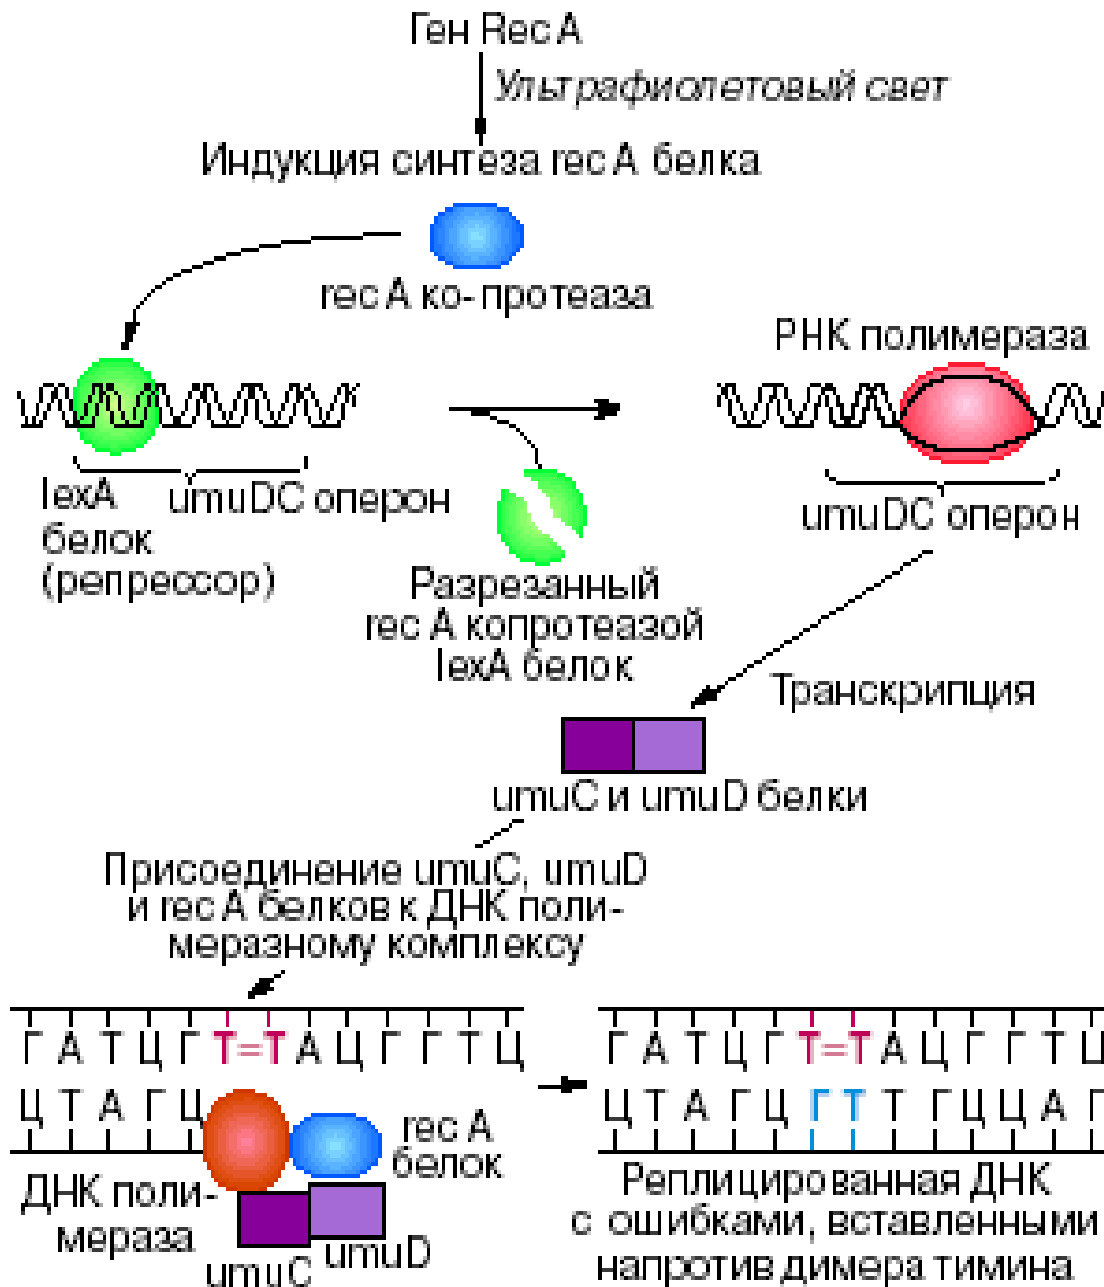 Ген RecA
Ультрафиолетовый свет
Индукция синтеза recA белка
recA ко-протеаза
РНК полимераза
lexA
белок
(репрессор)
umuDC оперон
Разрезанный
recA копротеазой
lexA белок
umuDC оперон
Транскрипция
umuC и umuD белки
Присоединение umuC, umuD
и recA белков к ДНК поли-
меразному комплексу
Г А Т Ц Г Т=Т А Ц Г Г Т Ц
Ц Т А Г Ц
recA
белок
ДНК поли-
мераза
umuC
umuD
Г А Т Ц Г Т=Т А Ц Г Г Т Ц
Ц Т А Г Ц Г Т Т Г Ц Ц А Г
Реплицированная ДНК
с ошибками, вставленными
напротив димера тимина